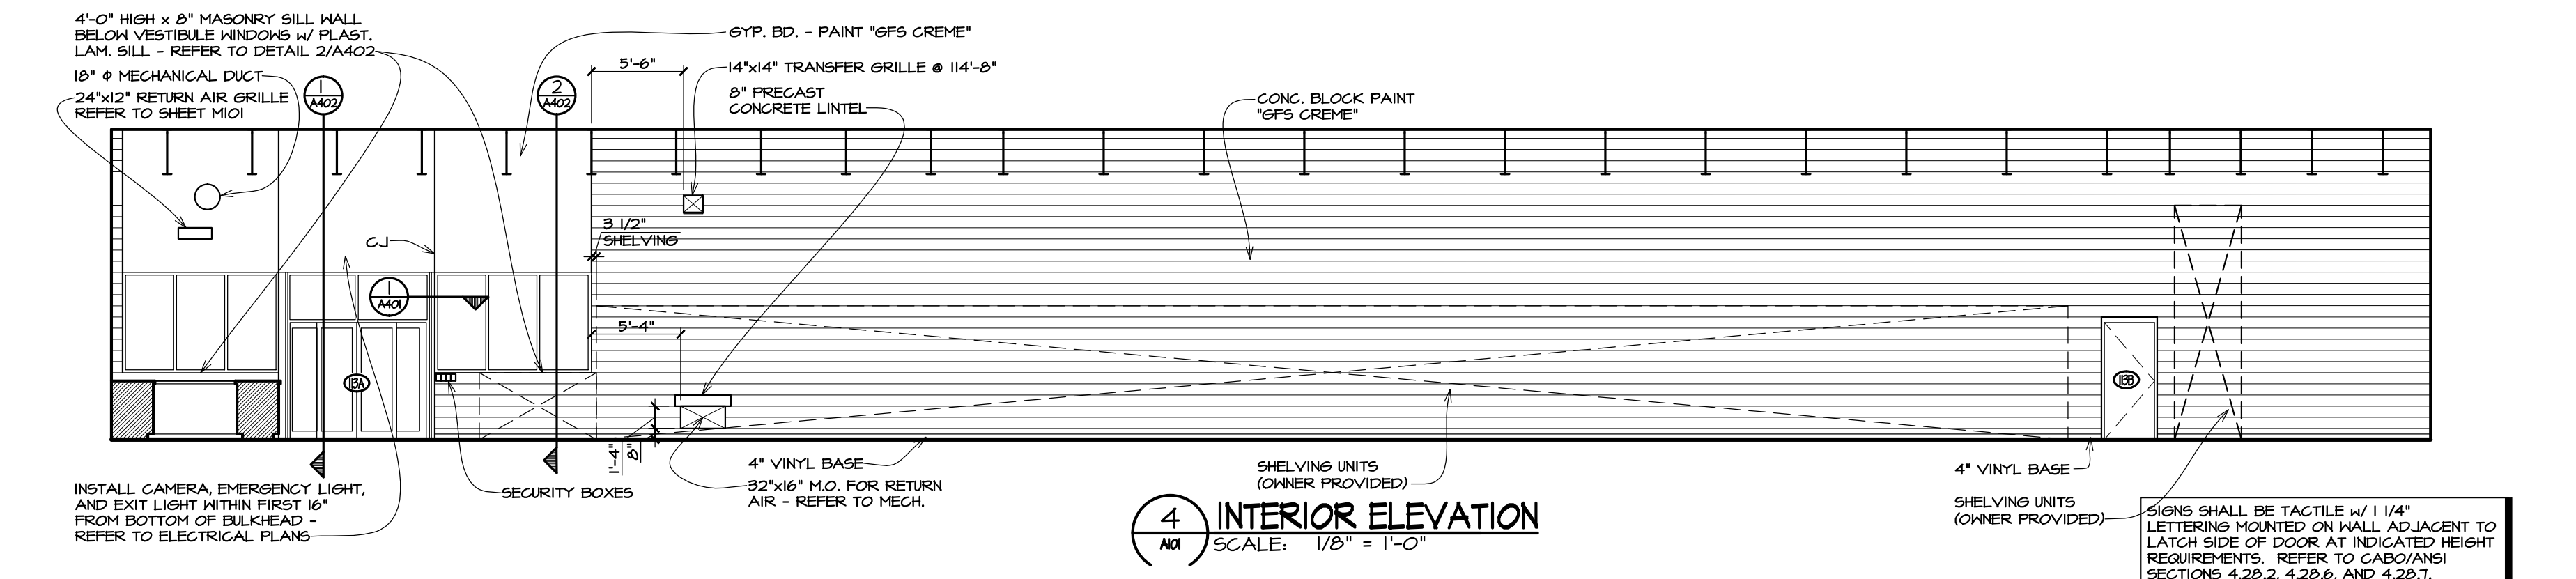 4'-0" HIGH x 8" MASONRY SILL WALL
BELOW VESTIBULE WINDOWS w/ PLAST.
LAM. SILL - REFER TO DETAIL 2/A402
18" Φ MECHANICAL DUCT
24"x12" RETURN AIR GRILLE
REFER TO SHEET M101
1
A402
2
A402
GYP. BD. - PAINT "GFS CREME"
5'-6"
14"x14" TRANSFER GRILLE @ 114'-8"
8" PRECAST
CONCRETE LINTEL
CONC. BLOCK PAINT
"GFS CREME"
3 1/2"
SHELVING
CJ
1
A401
5'-4"
113A
113B
1'-4"
8"
INSTALL CAMERA, EMERGENCY LIGHT,
AND EXIT LIGHT WITHIN FIRST 16"
FROM BOTTOM OF BULKHEAD -
REFER TO ELECTRICAL PLANS
SECURITY BOXES
4" VINYL BASE
32"x16" M.O. FOR RETURN
AIR - REFER TO MECH.
SHELVING UNITS
(OWNER PROVIDED)
4" VINYL BASE
SHELVING UNITS
(OWNER PROVIDED)
4
A101
INTERIOR ELEVATION
SCALE: 1/8" = 1'-0"
SIGNS SHALL BE TACTILE w/ 1 1/4"
LETTERING MOUNTED ON WALL ADJACENT TO
LATCH SIDE OF DOOR AT INDICATED HEIGHT
REQUIREMENTS. REFER TO CABO/ANSI
SECTIONS 4.28.2, 4.28.6, AND 4.28.7.